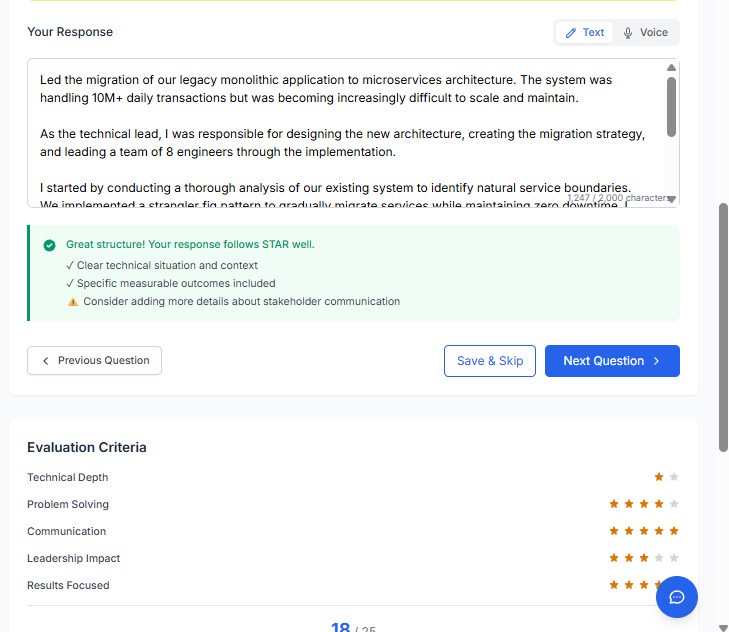 Your Response
Text
Voice
Led the migration of our legacy monolithic application to microservices architecture. The system was
handling 10M+ daily transactions but was becoming increasingly difficult to scale and maintain.
As the technical lead, I was responsible for designing the new architecture, creating the migration strategy,
and leading a team of 8 engineers through the implementation.
I started by conducting a thorough analysis of our existing system to identify natural service boundaries.
We implemented a strangler fig pattern to gradually migrate services while maintaining zero downtime. I
1,247 / 2,000 characters
Great structure! Your response follows STAR well.
✓ Clear technical situation and context
✓ Specific measurable outcomes included
⚠ Consider adding more details about stakeholder communication
Previous Question
Save & Skip
Next Question
Evaluation Criteria
Technical Depth
Problem Solving
Communication
Leadership Impact
Results Focused
18 / 25